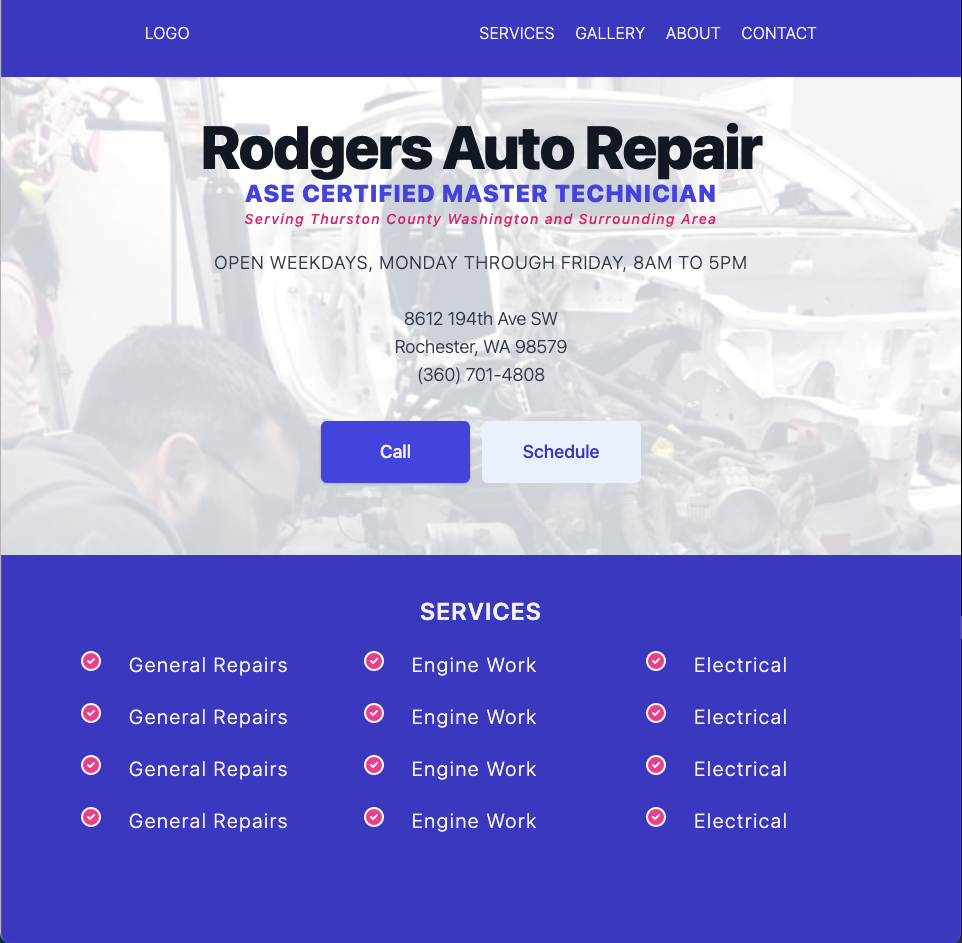 LOGO
SERVICES GALLERY ABOUT CONTACT
Rodgers Auto Repair
ASE CERTIFIED MASTER TECHNICIAN
Serving Thurston County Washington and Surrounding Area
OPEN WEEKDAYS, MONDAY THROUGH FRIDAY, 8AM TO 5PM
8612 194th Ave SW
Rochester, WA 98579
(360) 701-4808
Call Schedule
SERVICES
General Repairs Engine Work Electrical
General Repairs Engine Work Electrical
General Repairs Engine Work Electrical
General Repairs Engine Work Electrical